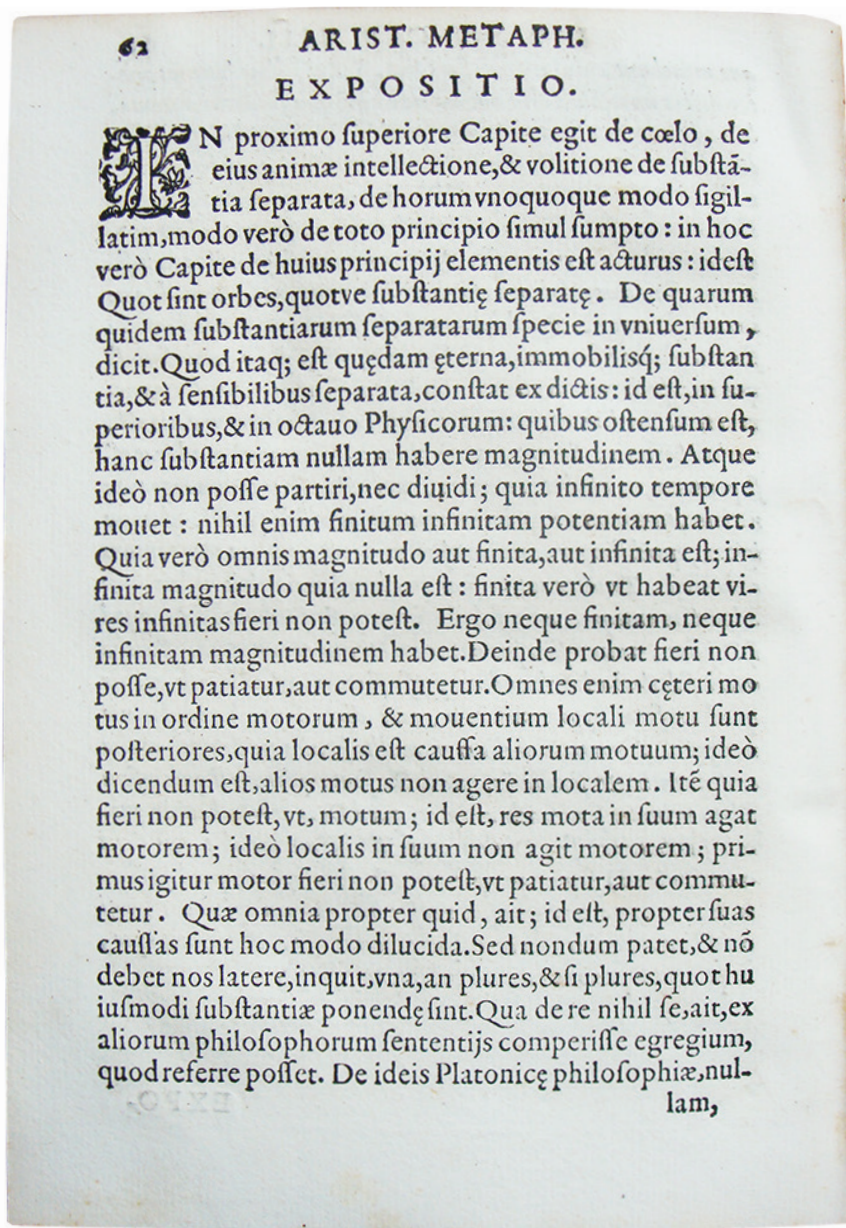 62 ARIST. METAPH.
EXPOSITIO.
IN proximo ſuperiore Capite egit de cœlo, de
eius animæ intellectione,& volitione de ſubſtã-
tia ſeparata, de horum vnoquoque modo ſigil-
latim,modo verò de toto principio ſimul ſumpto: in hoc
verò Capite de huius principij elementis eſt acturus: ideſt
Quot ſint orbes,quotve ſubſtantię ſeparatę. De quarum
quidem ſubſtantiarum ſeparatarum ſpecie in vniuerſum,
dicit.Quod itaq; eſt quędam ęterna,immobilisq́; ſubſtan
tia,& à ſenſibilibus ſeparata,conſtat ex dictis: id eſt,in ſu-
perioribus,& in octauo Phyſicorum: quibus oſtenſum eſt,
hanc ſubſtantiam nullam habere magnitudinem. Atque
ideò non poſſe partiri,nec diuidi; quia infinito tempore
mouet: nihil enim finitum infinitam potentiam habet.
Quia verò omnis magnitudo aut finita,aut infinita eſt; in-
finita magnitudo quia nulla eſt: finita verò vt habeat vi-
res infinitas fieri non poteſt. Ergo neque finitam, neque
infinitam magnitudinem habet.Deinde probat fieri non
poſſe,vt patiatur,aut commutetur.Omnes enim cęteri mo
tus in ordine motorum, & mouentium locali motu ſunt
poſteriores,quia localis eſt cauſſa aliorum motuum; ideò
dicendum eſt,alios motus non agere in localem. Itẽ quia
fieri non poteſt,vt, motum; id eſt, res mota in ſuum agat
motorem; ideò localis in ſuum non agit motorem; pri-
mus igitur motor fieri non poteſt,vt patiatur,aut commu-
tetur. Quæ omnia propter quid, ait; id eſt, propter ſuas
cauſſas ſunt hoc modo dilucida.Sed nondum patet,& nõ
debet nos latere,inquit,vna,an plures,& ſi plures,quot hu
iuſmodi ſubſtantiæ ponendę ſint.Qua de re nihil ſe,ait,ex
aliorum philoſophorum ſententijs comperiſſe egregium,
quod referre poſſet. De ideis Platonicę philoſophiæ,nul-
lam,